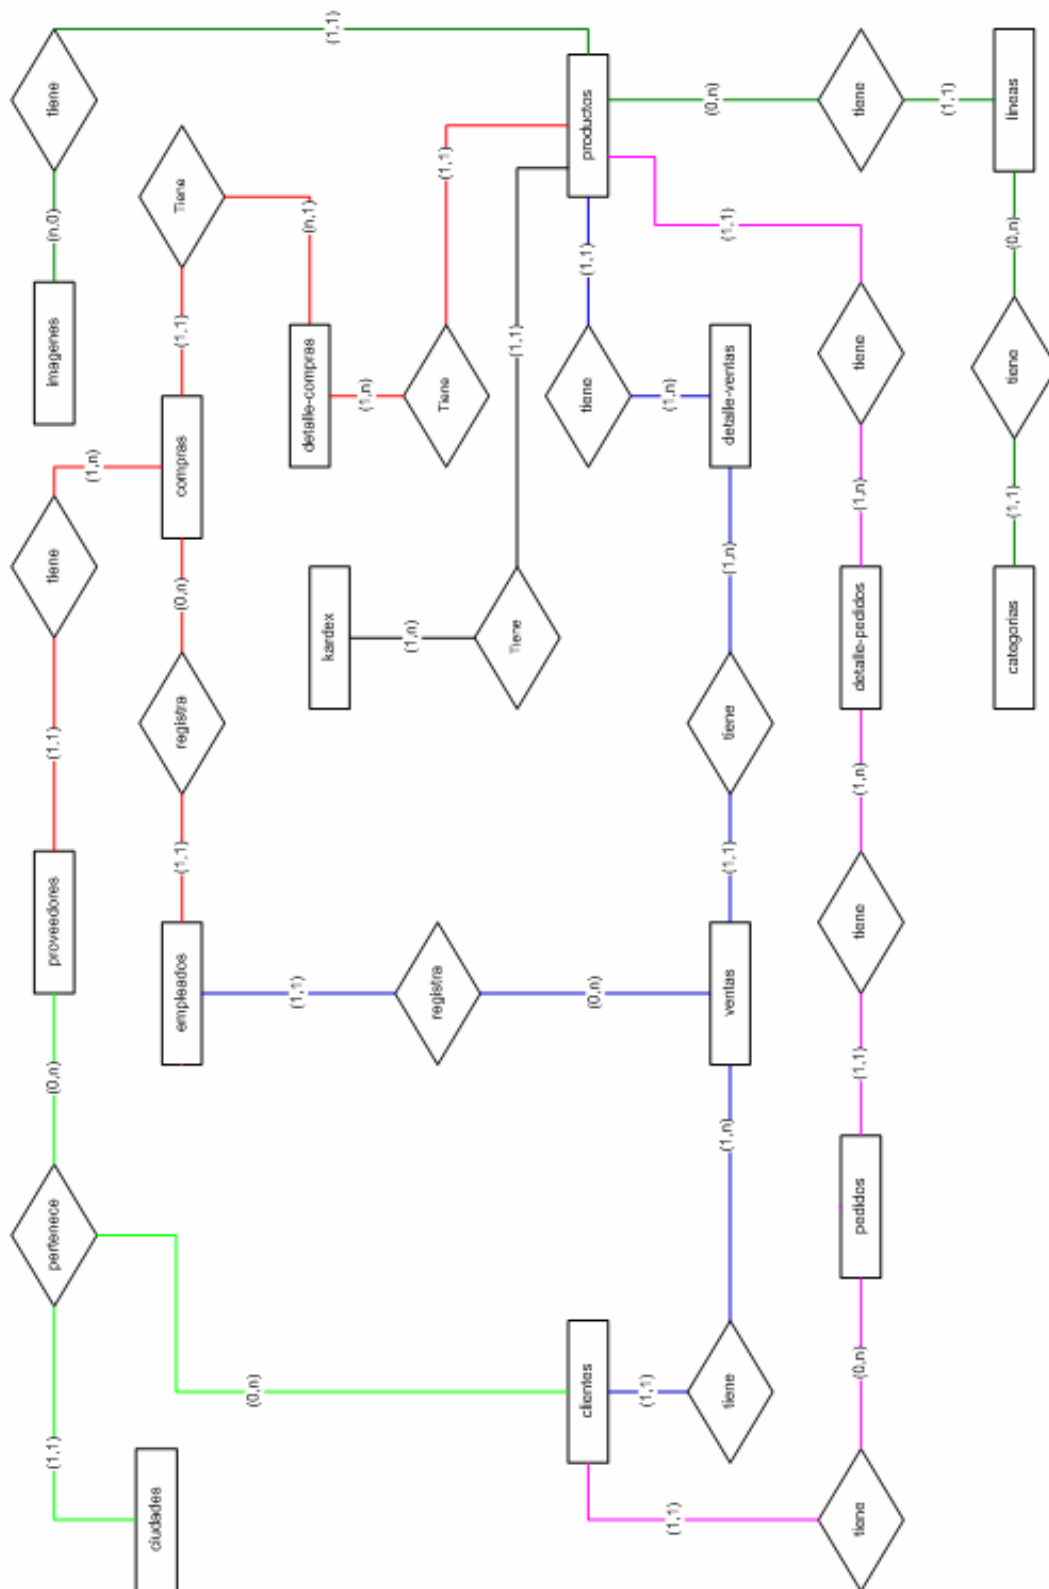 (1,1)
pertenece
(0,n)
proveedores
(1,1)
tiene
imagenes
(n,0)
tiene
(1,n)
ciudades
empleados
(1,1)
registra
(0,n)
compras
(1,1)
Tiene
(0,n)
(1,1)
kardex
detalle-compras
(n,1)
(1,1)
(1,n)
(1,n)
registra
Tiene
(1,1)
Tiene
(1,1)
clientes
(0,n)
tiene
(1,1)
productos
(1,1)
(1,1)
(1,n)
(0,n)
tiene
(1,n)
ventas
(1,1)
tiene
(1,n)
detalle-ventas
(1,1)
tiene
(0,n)
pedidos
(1,1)
tiene
(1,n)
detalle-pedidos
(1,n)
tiene
tiene
(1,1)
categorias
(1,1)
tiene
(0,n)
lineas